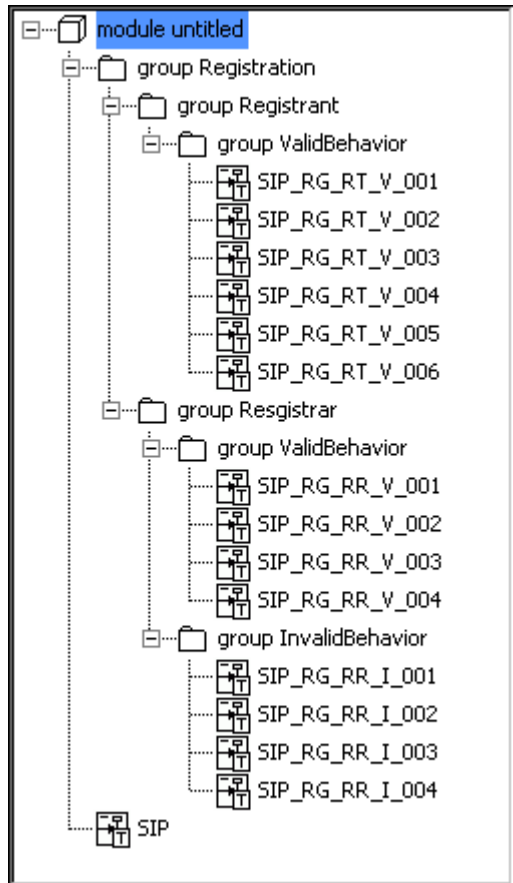 module untitled
group Registration
group Registrant
group ValidBehavior
SIP_RG_RT_V_001
SIP_RG_RT_V_002
SIP_RG_RT_V_003
SIP_RG_RT_V_004
SIP_RG_RT_V_005
SIP_RG_RT_V_006
group Resgistrar
group ValidBehavior
SIP_RG_RR_V_001
SIP_RG_RR_V_002
SIP_RG_RR_V_003
SIP_RG_RR_V_004
group InvalidBehavior
SIP_RG_RR_I_001
SIP_RG_RR_I_002
SIP_RG_RR_I_003
SIP_RG_RR_I_004
SIP